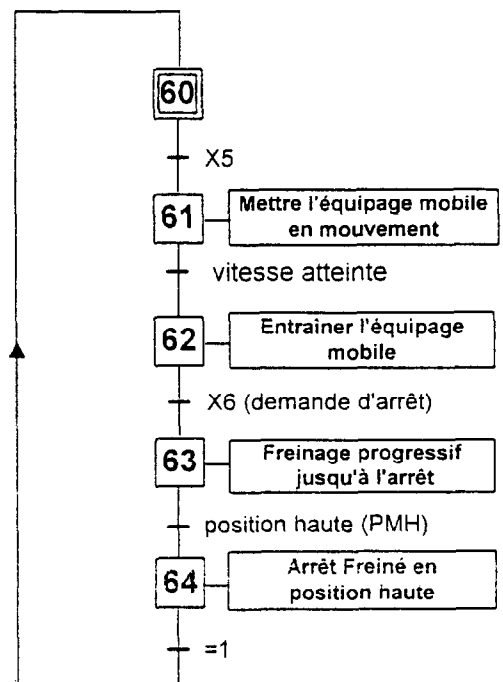 60
X5
61
Mettre l'équipage mobile
en mouvement
vitesse atteinte
62
Entraîner l'équipage
mobile
X6 (demande d'arrêt)
63
Freinage progressif
jusqu'à l'arrêt
position haute (PMH)
64
Arrêt Freiné en
position haute
=1